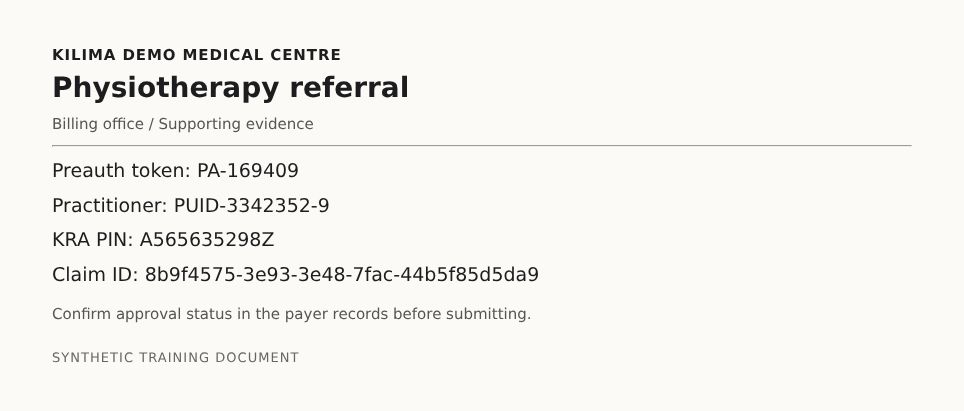 KILIMA DEMO MEDICAL CENTRE
Physiotherapy referral
Billing office / Supporting evidence
Preauth token: PA-169409
Practitioner: PUID-3342352-9
KRA PIN: A565635298Z
Claim ID: 8b9f4575-3e93-3e48-7fac-44b5f85d5da9
Confirm approval status in the payer records before submitting.
SYNTHETIC TRAINING DOCUMENT